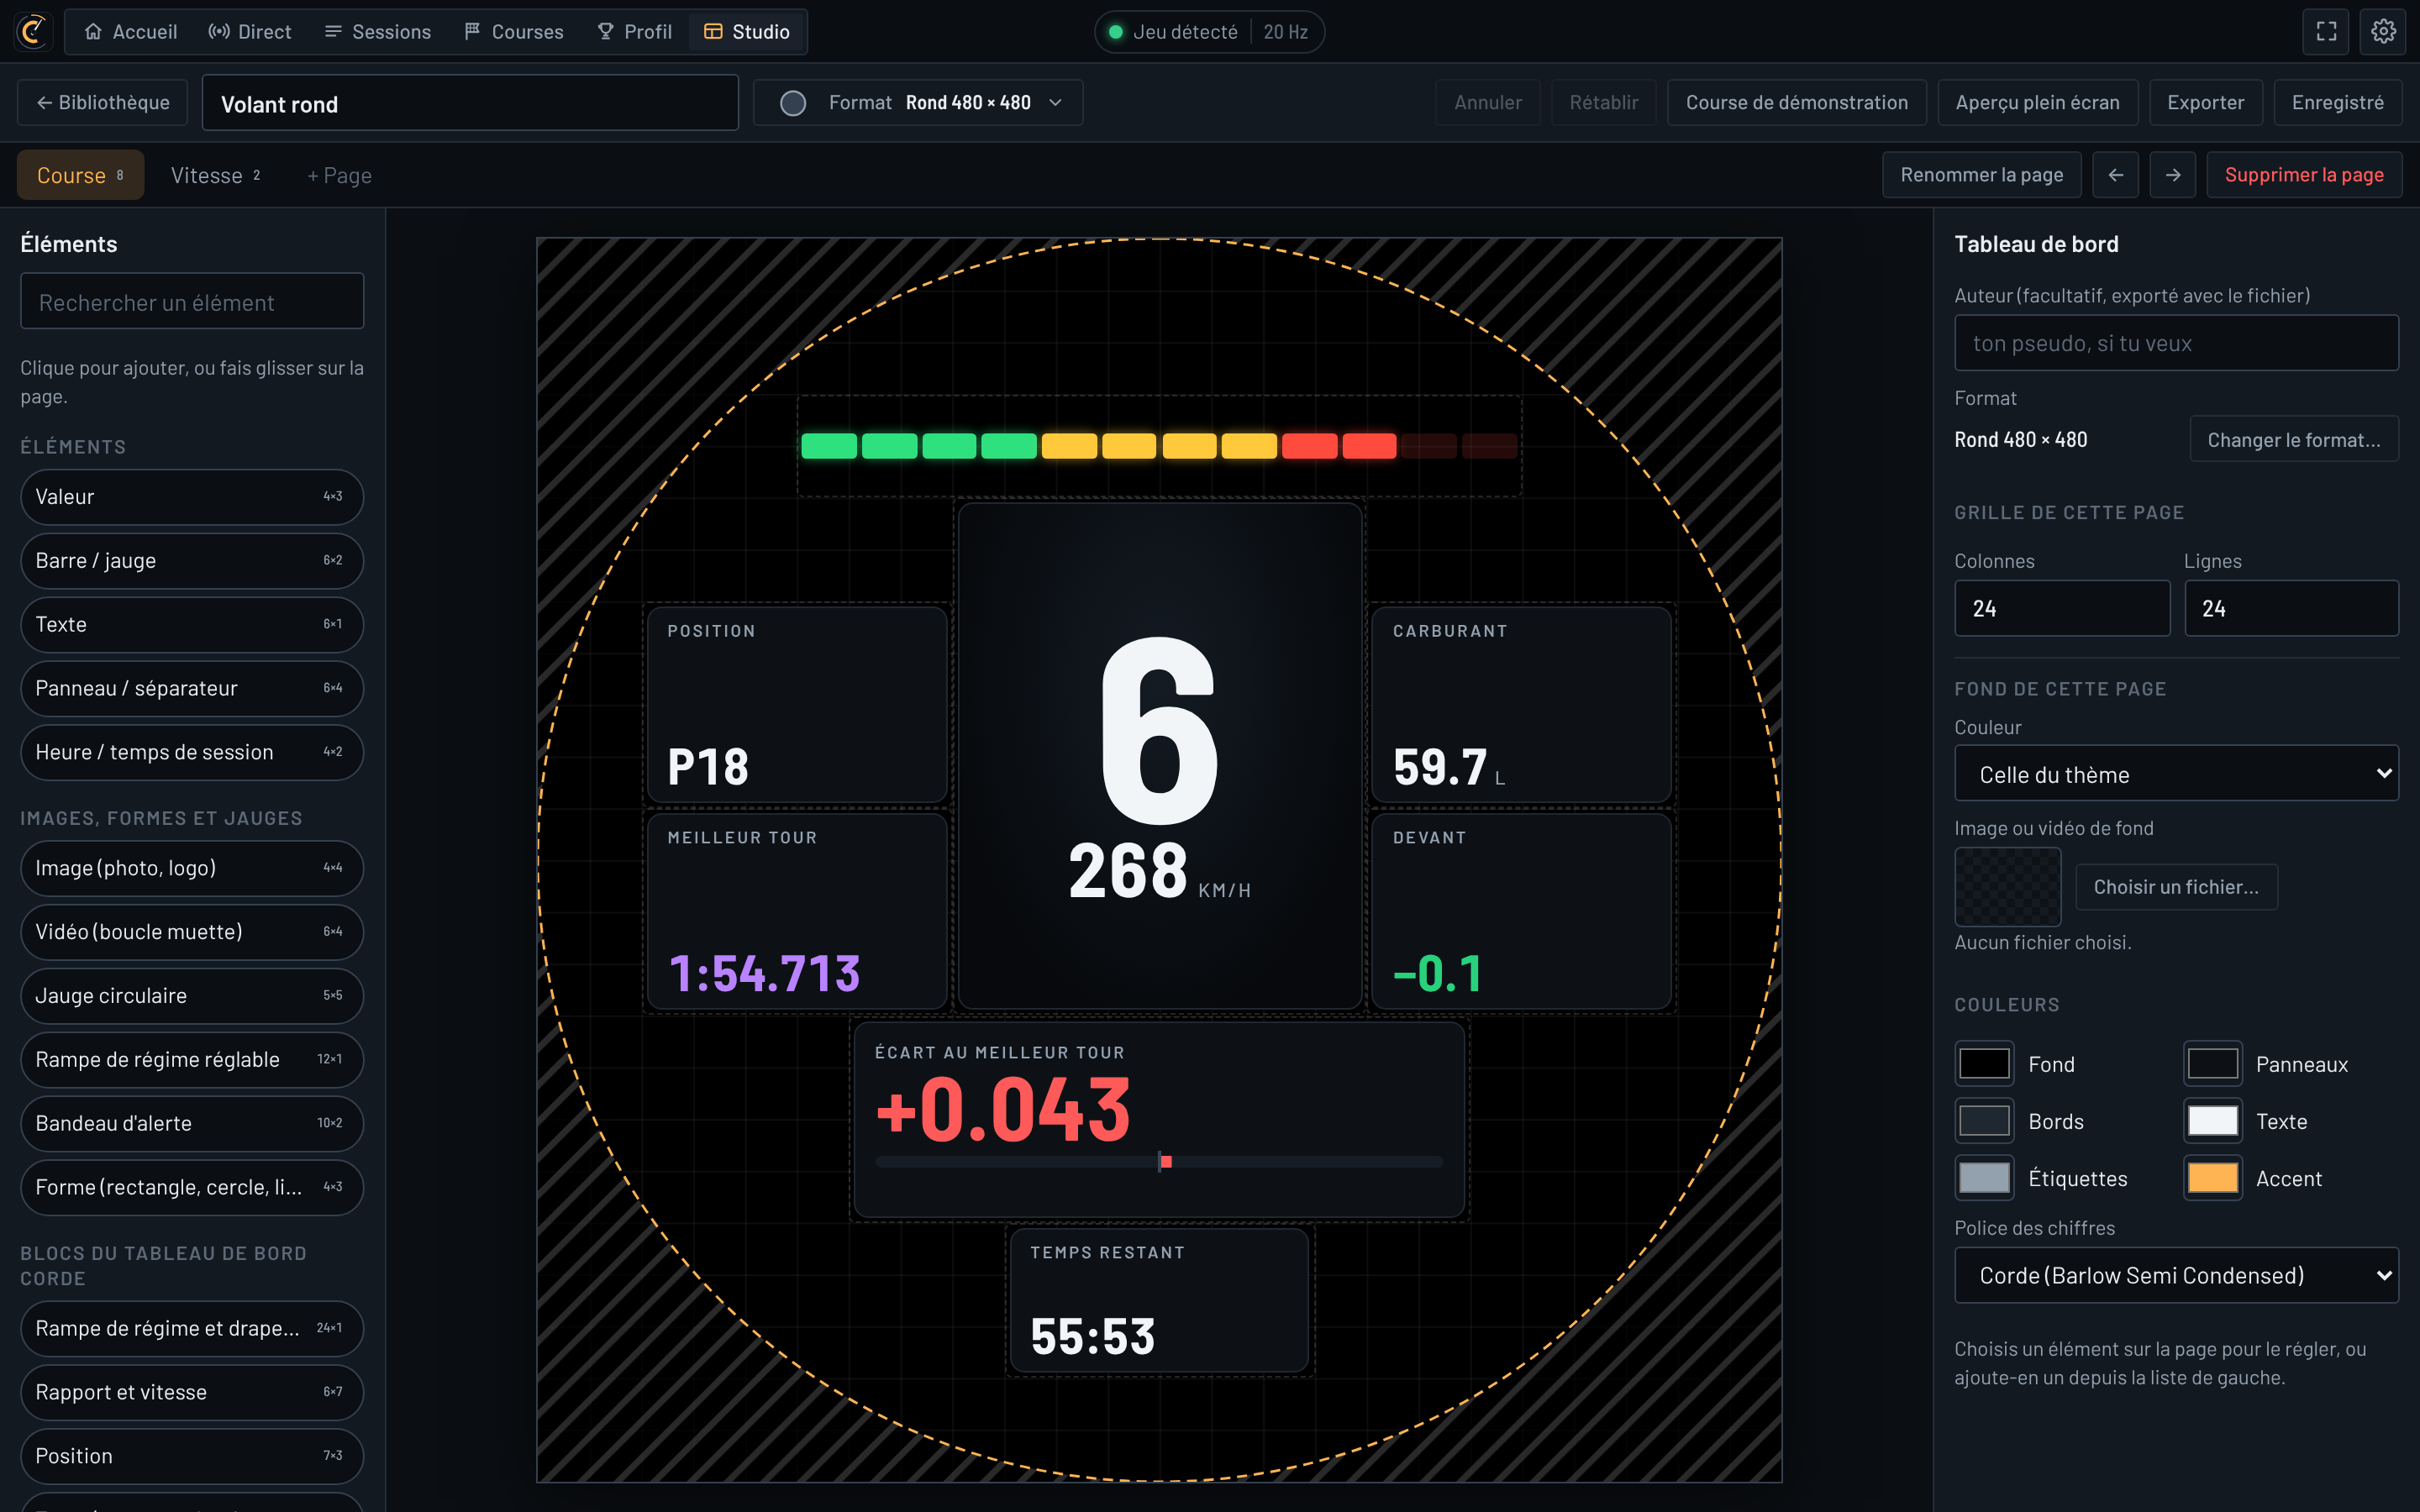 Accueil
Direct
Sessions
Courses
Profil
Studio
Jeu détecté
20 Hz
← Bibliothèque
Volant rond
Format Rond 480 × 480
Annuler
Rétablir
Course de démonstration
Aperçu plein écran
Exporter
Enregistré
Course 8
Vitesse 2
+ Page
Renommer la page
←
→
Supprimer la page
Éléments
Rechercher un élément
Clique pour ajouter, ou fais glisser sur la
page.
ÉLÉMENTS
Valeur 4×3
Barre / jauge 6×2
Texte 6×1
Panneau / séparateur 6×4
Heure / temps de session 4×2
IMAGES, FORMES ET JAUGES
Image (photo, logo) 4×4
Vidéo (boucle muette) 6×4
Jauge circulaire 5×5
Rampe de régime réglable 12×1
Bandeau d'alerte 10×2
Forme (rectangle, cercle, li... 4×3
BLOCS DU TABLEAU DE BORD
CORDE
Rampe de régime et drape... 24×1
Rapport et vitesse 6×7
Position 7×3
POSITION
P18
MEILLEUR TOUR
1:54.713
6
268 KM/H
CARBURANT
59.7 L
DEVANT
−0.1
ÉCART AU MEILLEUR TOUR
+0.043
TEMPS RESTANT
55:53
Tableau de bord
Auteur (facultatif, exporté avec le fichier)
ton pseudo, si tu veux
Format
Rond 480 × 480
Changer le format...
GRILLE DE CETTE PAGE
Colonnes
Lignes
24
24
FOND DE CETTE PAGE
Couleur
Celle du thème
Image ou vidéo de fond
Choisir un fichier...
Aucun fichier choisi.
COULEURS
Fond
Panneaux
Bords
Texte
Étiquettes
Accent
Police des chiffres
Corde (Barlow Semi Condensed)
Choisis un élément sur la page pour le régler, ou
ajoute-en un depuis la liste de gauche.